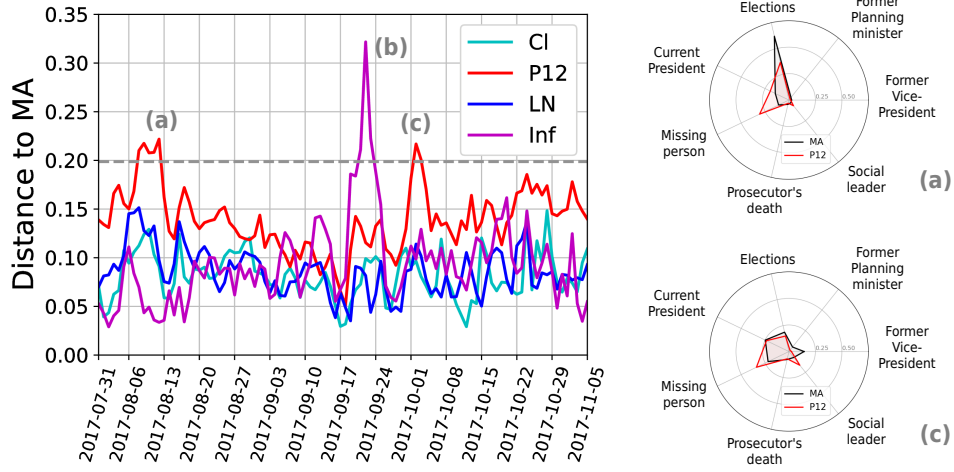 Distance to MA
0.35
0.30
0.25
0.20
0.15
0.10
0.05
0.00
(a)
(b)
(c)
Cl
P12
LN
Inf
2017-07-31
2017-08-06
2017-08-13
2017-08-20
2017-08-27
2017-09-03
2017-09-10
2017-09-17
2017-09-24
2017-10-01
2017-10-08
2017-10-15
2017-10-22
2017-10-29
2017-11-05
Elections
Former
Planning
minister
Current
President
Former
Vice-
President
0.25
0.50
Missing
person
MA
P12
Social
leader
Prosecutor's
death
(a)
Elections
Former
Planning
minister
Current
President
Former
Vice-
President
0.25
0.50
Missing
person
MA
P12
Social
leader
Prosecutor's
death
(c)